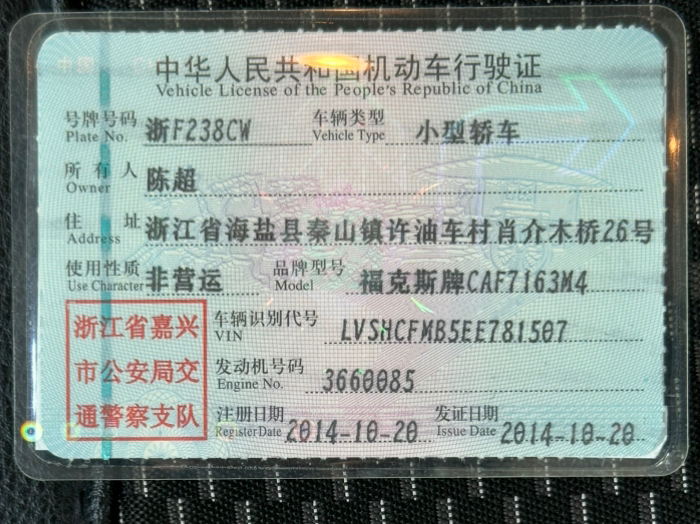 中华人民共和国机动车行驶证
Vehicle License of the People's Republic of China
号牌号码 浙F238CW 车辆类型 小型轿车
Plate No. Vehicle Type
所有人 陈超
Owner
住址 浙江省海盐县秦山镇许油车村肖介木桥26号
Address
使用性质 非营运 品牌型号 福克斯牌CAF7163M4
Use Character Model
浙江省嘉兴
市公安局交
通警察支队
车辆识别代号 LVSHCFMB5EE781507
VIN
发动机号码 3660085
Engine No.
注册日期 2014-10-20 发证日期 2014-10-20
Register Date Issue Date